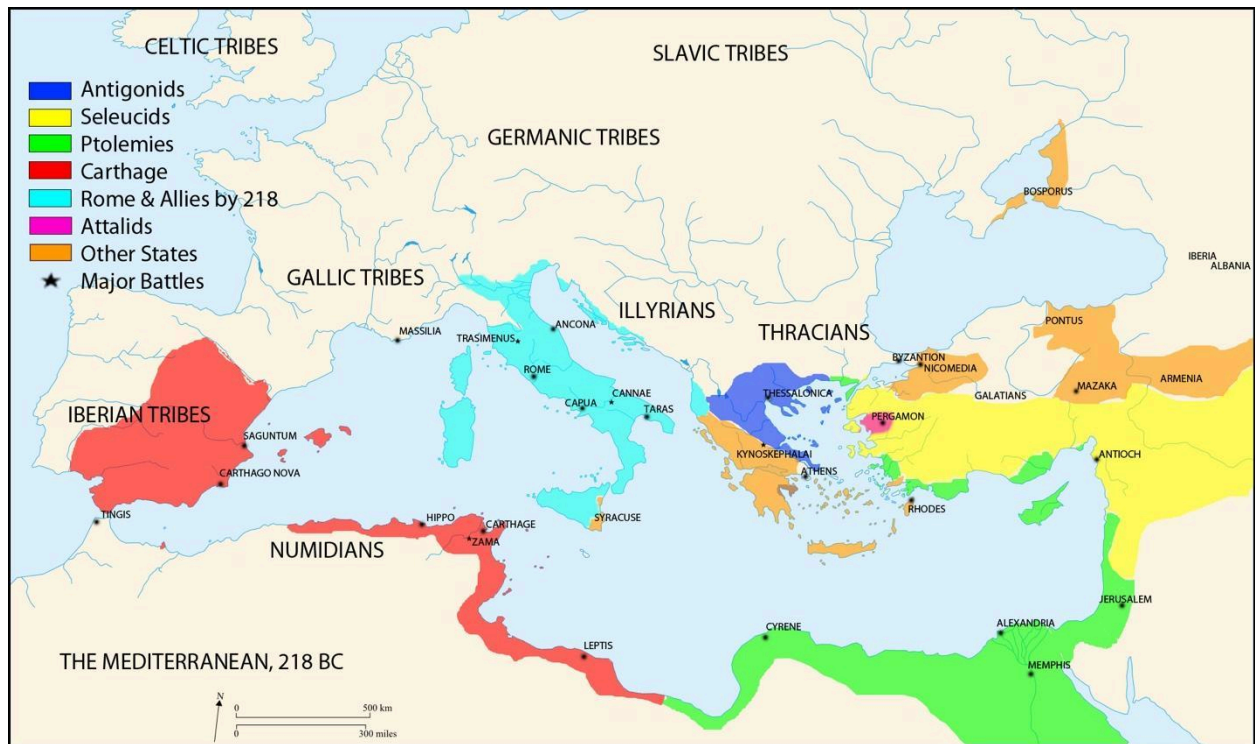 CELTIC TRIBES
SLAVIC TRIBES
Antigonids
Seleucids
Ptolemies
Carthage
Rome & Allies by 218
Attalids
Other States
Major Battles
GERMANIC TRIBES
BOSPORUS
IBERIA
ALBANIA
GALLIC TRIBES
ILLYRIANS
THRACIANS
PONTUS
MASSILIA
TRASIMENUS
ANCONA
BYZANTION
NICOMEDIA
ROME
ARMENIA
MAZAKA
GALATIANS
THESSALONICA
CANNAE
CAPUA
TARAS
PERGAMON
IBERIAN TRIBES
SAGUNTUM
KYNOSKEPHALAI
ANTIOCH
CARTHAGO NOVA
ATHENS
RHODES
TINGIS
HIPPO
CARTHAGE
SYRACUSE
ZAMA
NUMIDIANS
JERUSALEM
CYRENE
ALEXANDRIA
LEPTIS
MEMPHIS
THE MEDITERRANEAN, 218 BC
N
0 500 km
0 300 miles